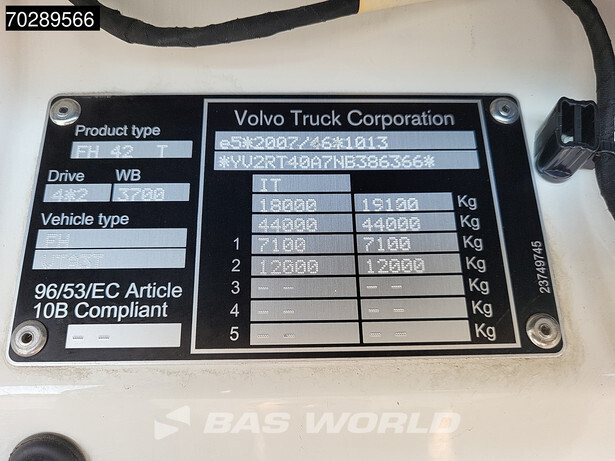 70289566
Product type
FH 42 T
Drive WB
4*2 3700
Vehicle type
FH
96/53/EC Article
10B Compliant
-- --
Volvo Truck Corporation
e5*2007/46*1013
*YV2RT40A7NB386366*
IT
18000 19100 Kg
44000 44000 Kg
1 7100 7100 Kg
2 12000 12000 Kg
3 -- -- -- -- Kg
4 -- -- -- -- Kg
5 -- -- -- -- Kg
23749745
BAS WORLD